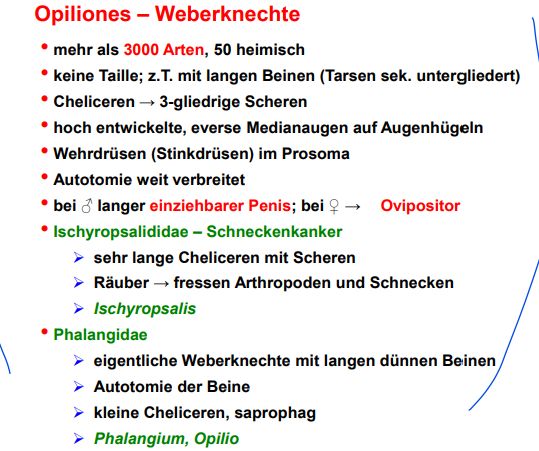 Opiliones – Weberknechte
• mehr als 3000 Arten, 50 heimisch
• keine Taille; z.T. mit langen Beinen (Tarsen sek. untergliedert)
• Cheliceren → 3-gliedrige Scheren
• hoch entwickelte, everse Medianaugen auf Augenhügeln
• Wehrdrüsen (Stinkdrüsen) im Prosoma
• Autotomie weit verbreitet
• bei ♂ langer einziehbarer Penis; bei ♀ → Ovipositor
• Ischyropsalididae – Schneckenkanker
➢ sehr lange Cheliceren mit Scheren
➢ Räuber → fressen Arthropoden und Schnecken
➢ Ischyropsalis
• Phalangidae
➢ eigentliche Weberknechte mit langen dünnen Beinen
➢ Autotomie der Beine
➢ kleine Cheliceren, saprophag
➢ Phalangium, Opilio